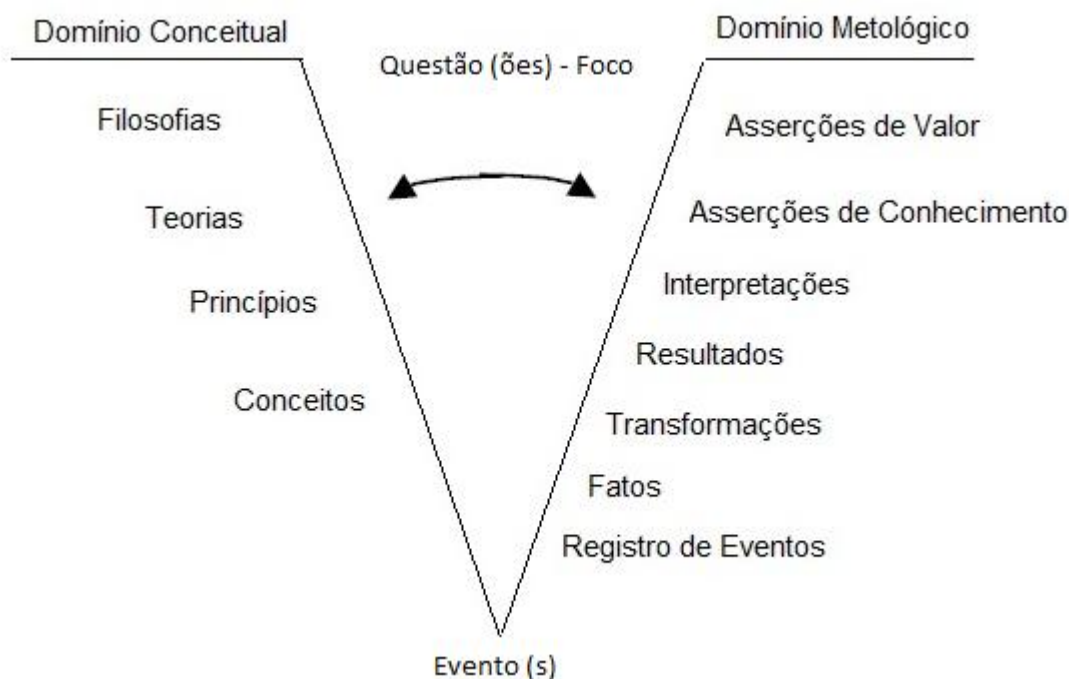 Domínio Conceitual
Questão (ões) - Foco
Domínio Metológico
Filosofias
Teorias
Princípios
Conceitos
Asserções de Valor
Asserções de Conhecimento
Interpretações
Resultados
Transformações
Fatos
Registro de Eventos
Evento (s)